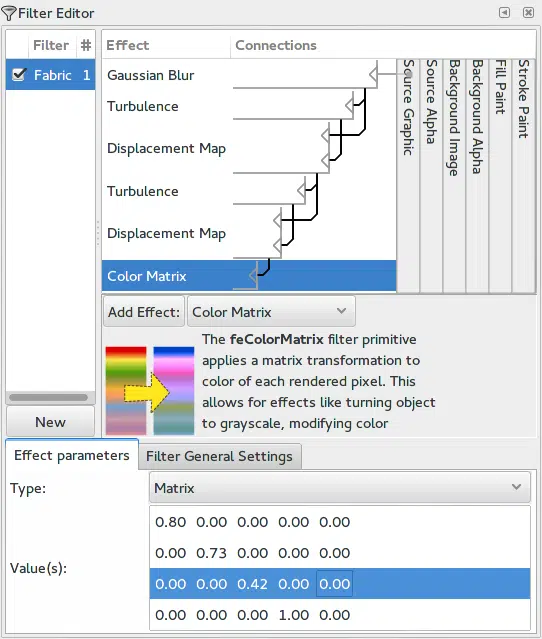 Filter Editor
Filter #
Fabric 1
New
Effect Connections
Gaussian Blur
Turbulence
Displacement Map
Turbulence
Displacement Map
Color Matrix
Source Graphic
Source Alpha
Background Image
Background Alpha
Fill Paint
Stroke Paint
Add Effect: Color Matrix
The feColorMatrix filter primitive
applies a matrix transformation to
color of each rendered pixel. This
allows for effects like turning object
to grayscale, modifying color
Effect parameters Filter General Settings
Type: Matrix
Value(s):
0.80 0.00 0.00 0.00 0.00
0.00 0.73 0.00 0.00 0.00
0.00 0.00 0.42 0.00 0.00
0.00 0.00 0.00 1.00 0.00